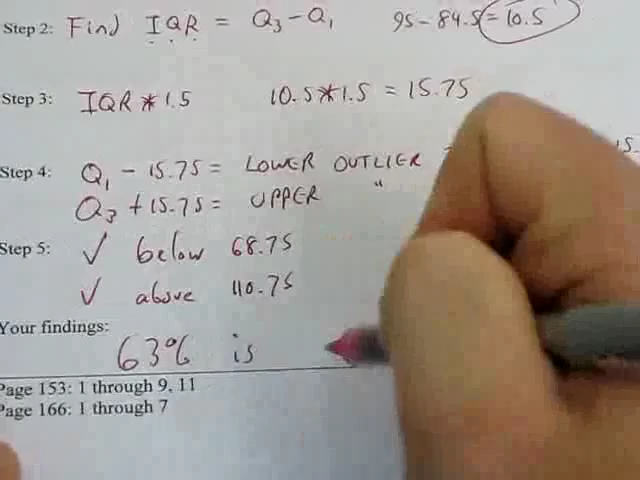 Step 2: Find IQR = Q3 - Q1 95 - 84.5 = 10.5
Step 3: IQR * 1.5 10.5 * 1.5 = 15.75
Step 4: Q1 - 15.75 = LOWER OUTLIER = 15.
Q3 + 15.75 = UPPER "
Step 5: ✓ below 68.75
✓ above 110.75
Your findings:
63% is
Page 153: 1 through 9, 11
Page 166: 1 through 7